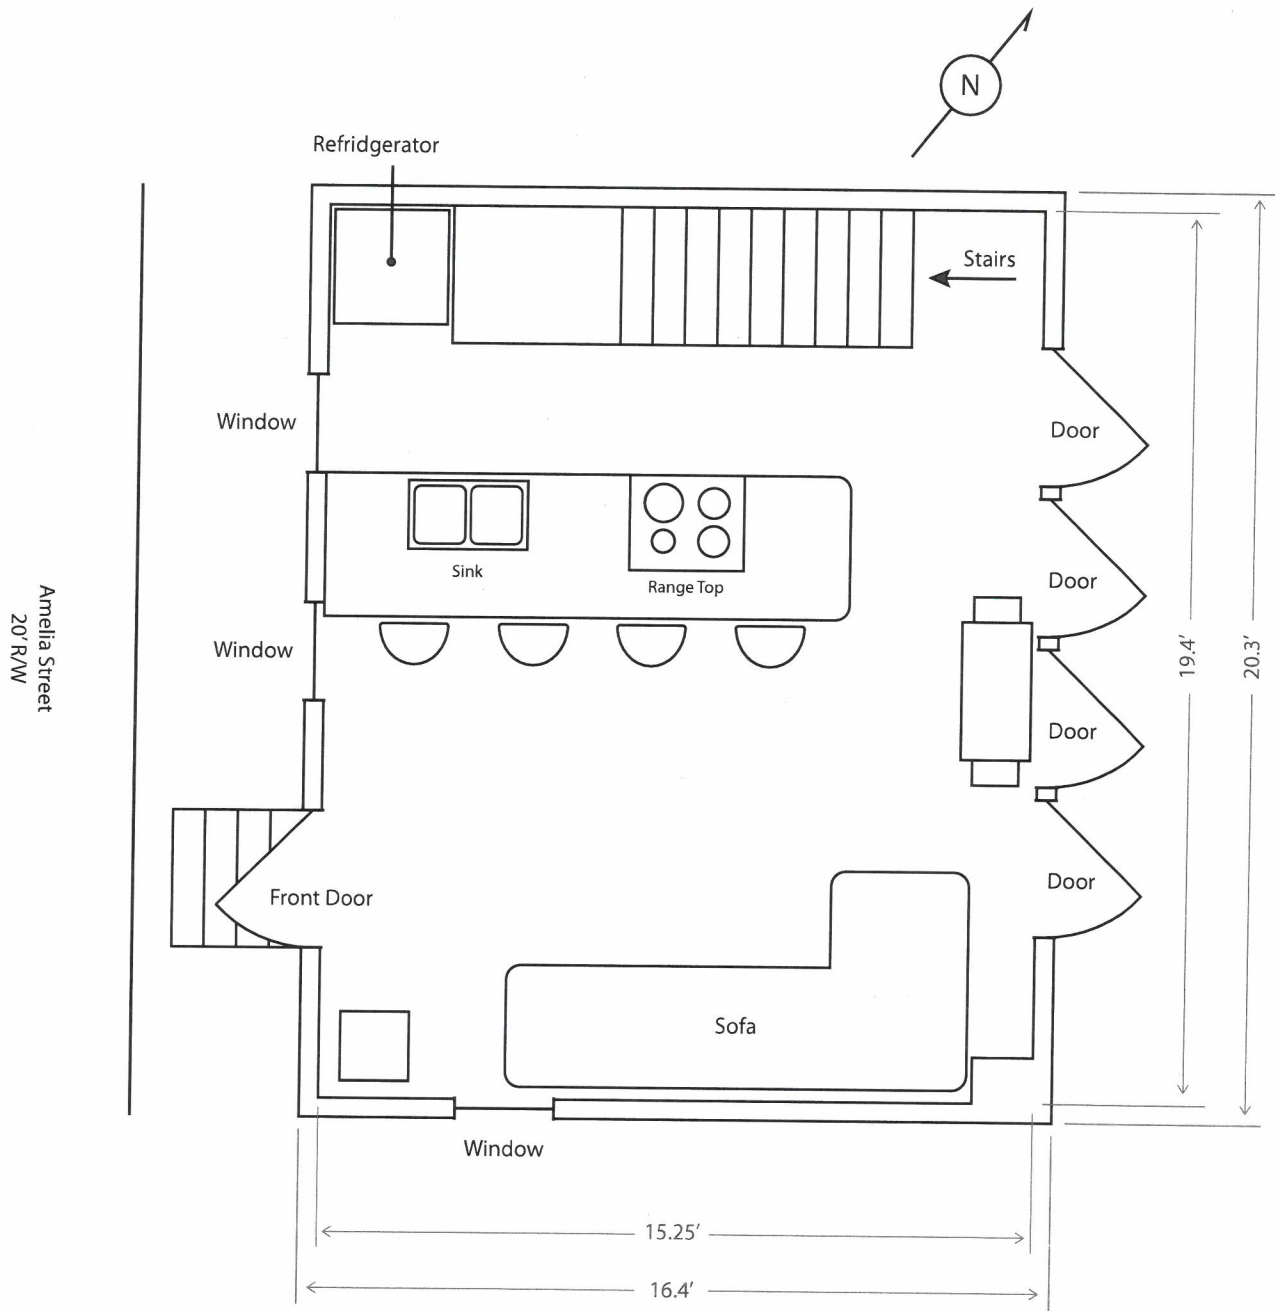 N
Refridgerator
Stairs
Window
Door
Sink
Range Top
Door
Window
Amelia Street
20' R/W
19.4'
20.3'
Door
Front Door
Door
Sofa
Window
15.25'
16.4'